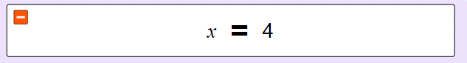 x = 4